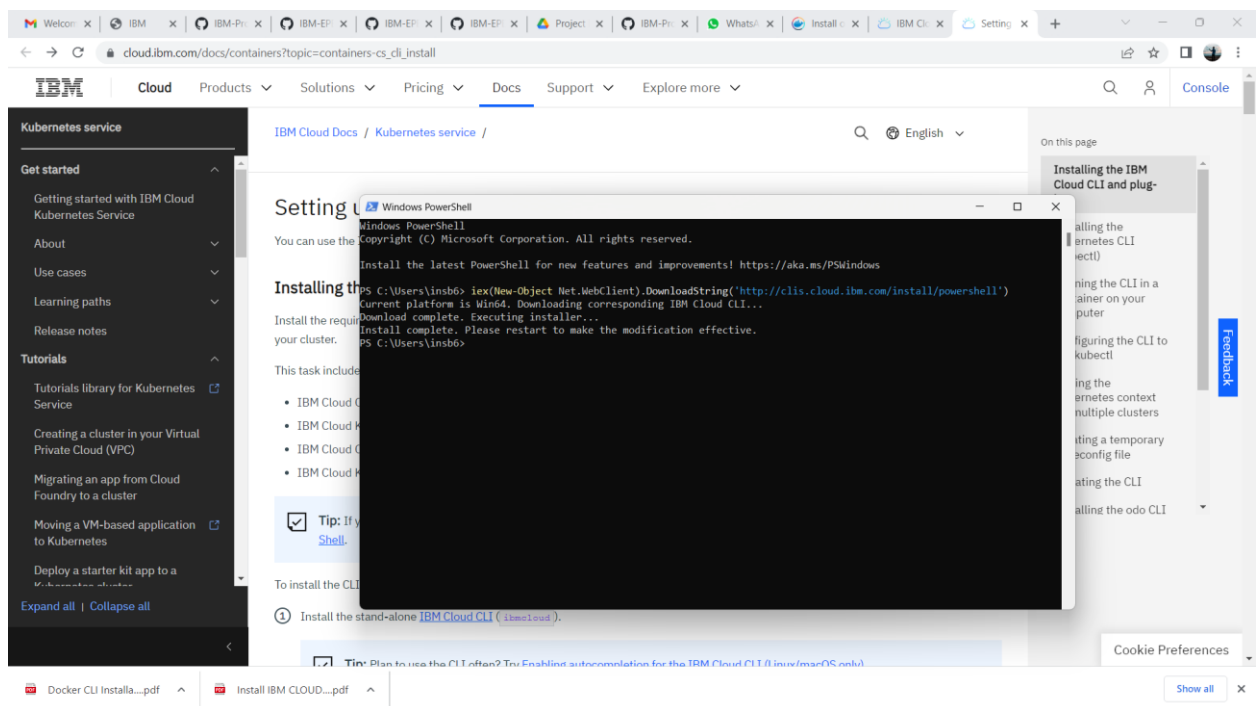 Welcom
IBM
IBM-Pro
IBM-EP
IBM-EP
IBM-EP
Project
IBM-Pro
WhatsA
Install
IBM Clo
Setting
cloud.ibm.com/docs/containers?topic=containers-cs_cli_install
IBM Cloud Products Solutions Pricing Docs Support Explore more Console
Kubernetes service
Get started
Getting started with IBM Cloud
Kubernetes Service
About
Use cases
Learning paths
Release notes
Tutorials
Tutorials library for Kubernetes
Service
Creating a cluster in your Virtual
Private Cloud (VPC)
Migrating an app from Cloud
Foundry to a cluster
Moving a VM-based application
to Kubernetes
Deploy a starter kit app to a
Kubernetes cluster
Expand all | Collapse all
IBM Cloud Docs / Kubernetes service /
English
Setting u
You can use the
Installing th
Install the requir
your cluster.
This task include
• IBM Cloud C
• IBM Cloud K
• IBM Cloud C
• IBM Cloud K
Tip: If y
Shell.
To install the CLI
1 Install the stand-alone IBM Cloud CLI ( ibmcloud ).
Tip: Plan to use the CLI often? Try Enabling autocompletion for the IBM Cloud CLI (Linux/macOS only)
Windows PowerShell
Windows PowerShell
Copyright (C) Microsoft Corporation. All rights reserved.
Install the latest PowerShell for new features and improvements! https://aka.ms/PSWindows
PS C:\Users\insb6> iex(New-Object Net.WebClient).DownloadString('http://clis.cloud.ibm.com/install/powershell')
Current platform is Win64. Downloading corresponding IBM Cloud CLI...
Download complete. Executing installer...
Install complete. Please restart to make the modification effective.
PS C:\Users\insb6>
On this page
Installing the IBM
Cloud CLI and plug-
alling the
ernetes CLI
ectl)
ning the CLI in a
ainer on your
puter
figuring the CLI to
kubectl
ing the
ernetes context
multiple clusters
ating a temporary
econfig file
ating the CLI
alling the odo CLI
Feedback
Cookie Preferences
Docker CLI Installa....pdf
Install IBM CLOUD....pdf
Show all